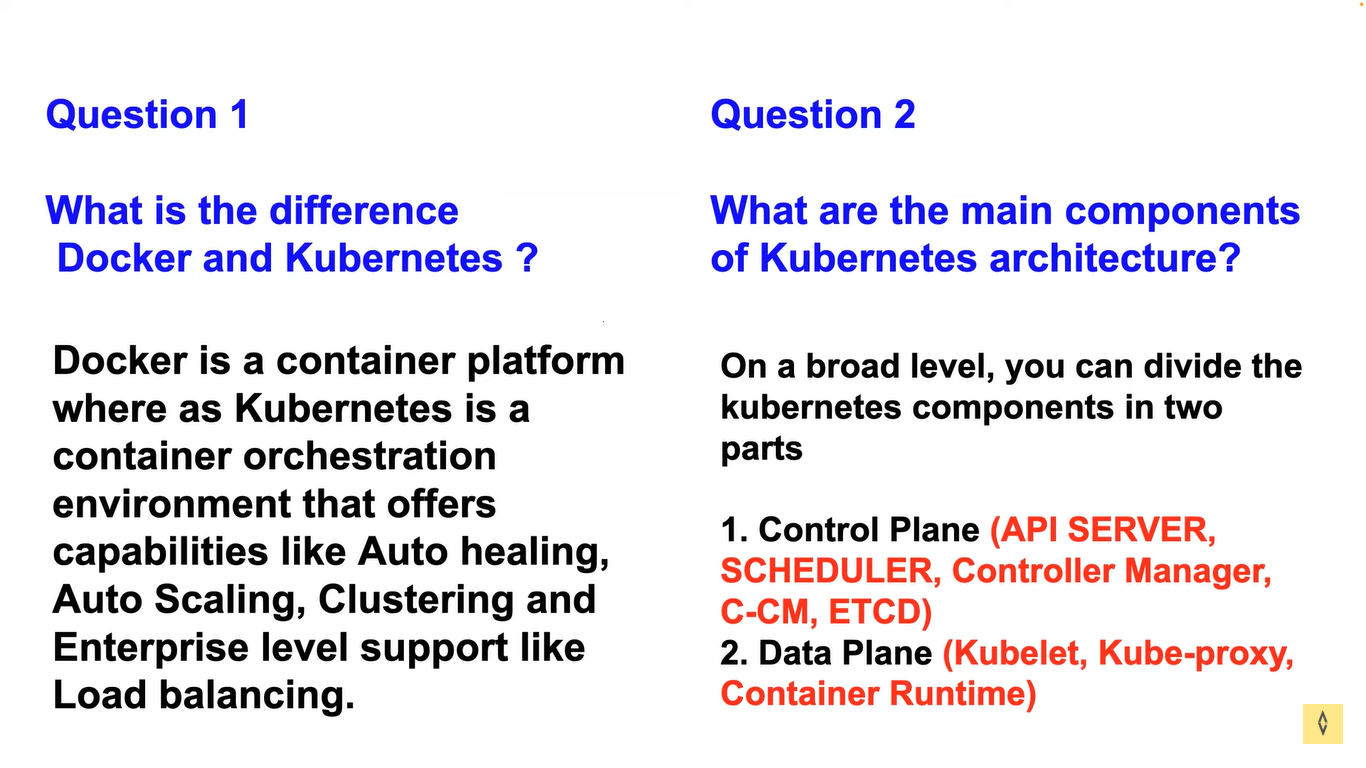 Question 1
What is the difference
Docker and Kubernetes ?
Docker is a container platform
where as Kubernetes is a
container orchestration
environment that offers
capabilities like Auto healing,
Auto Scaling, Clustering and
Enterprise level support like
Load balancing.
Question 2
What are the main components
of Kubernetes architecture?
On a broad level, you can divide the
kubernetes components in two
parts
1. Control Plane (API SERVER,
SCHEDULER, Controller Manager,
C-CM, ETCD)
2. Data Plane (Kubelet, Kube-proxy,
Container Runtime)